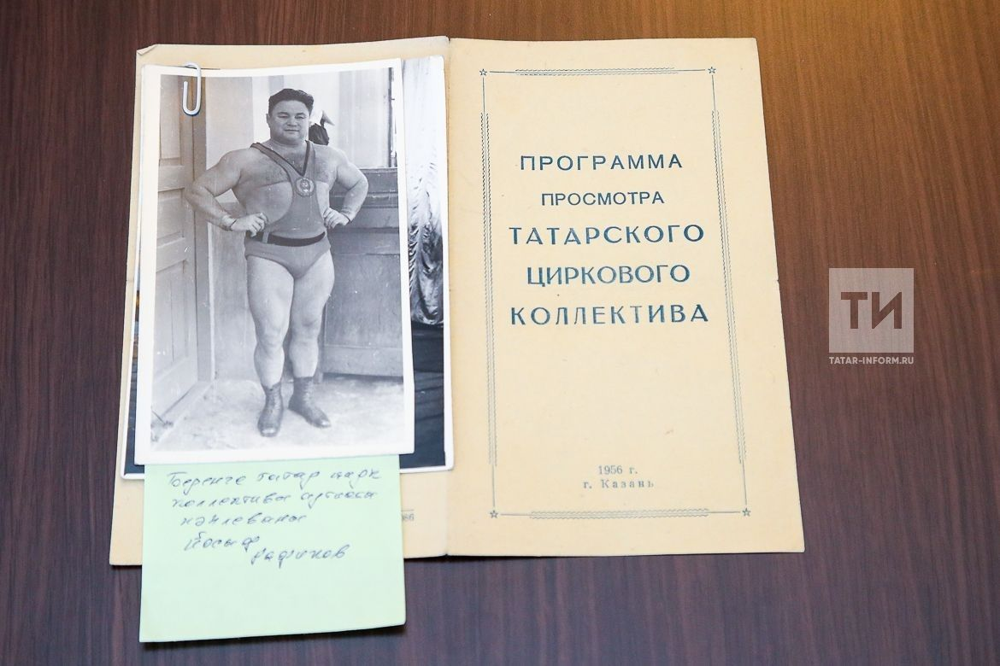 ПРОГРАММА
ПРОСМОТРА
ТАТАРСКОГО
ЦИРКОВОГО
КОЛЛЕКТИВА
1956 г.
г. Казань
Беренче татар цирк
коллективы артисты
Йосыф
ТИ
TATAR-INFORM.RU